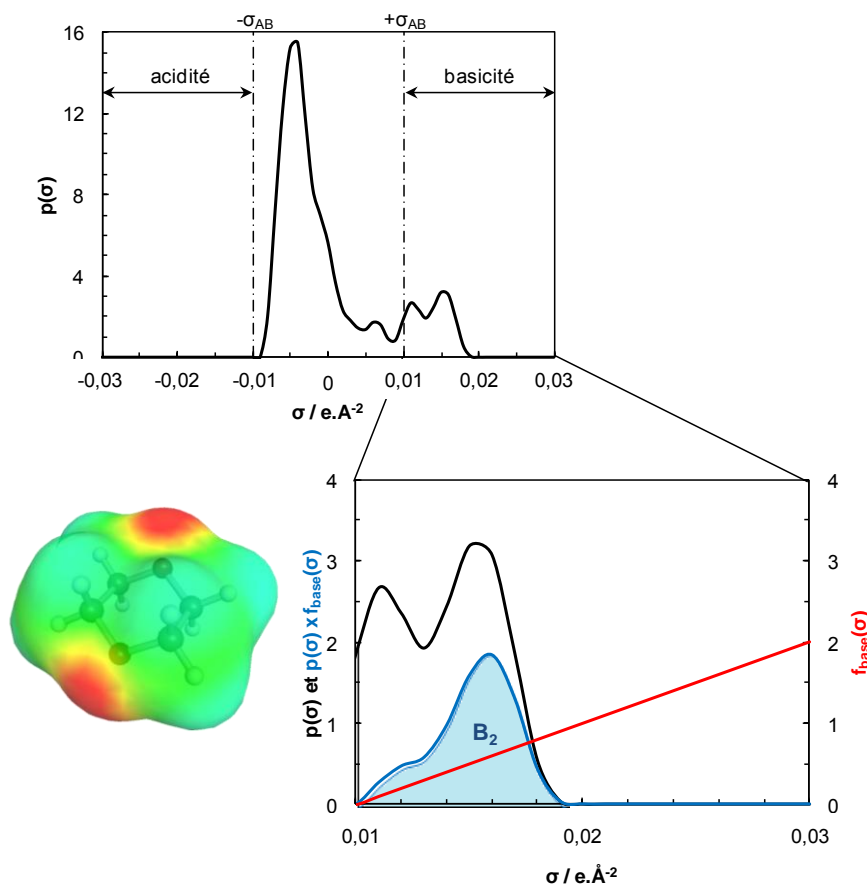 -σAB
+σAB
16
12
8
4
0
acidité
basicité
p(σ)
-0,03
-0,02
-0,01
0
0,01
0,02
0,03
σ / e.A-2
4
3
2
1
0
4
3
2
1
0
p(σ) et p(σ) x fbase(σ)
fbase(σ)
B2
0,01
0,02
0,03
σ / e.Å-2